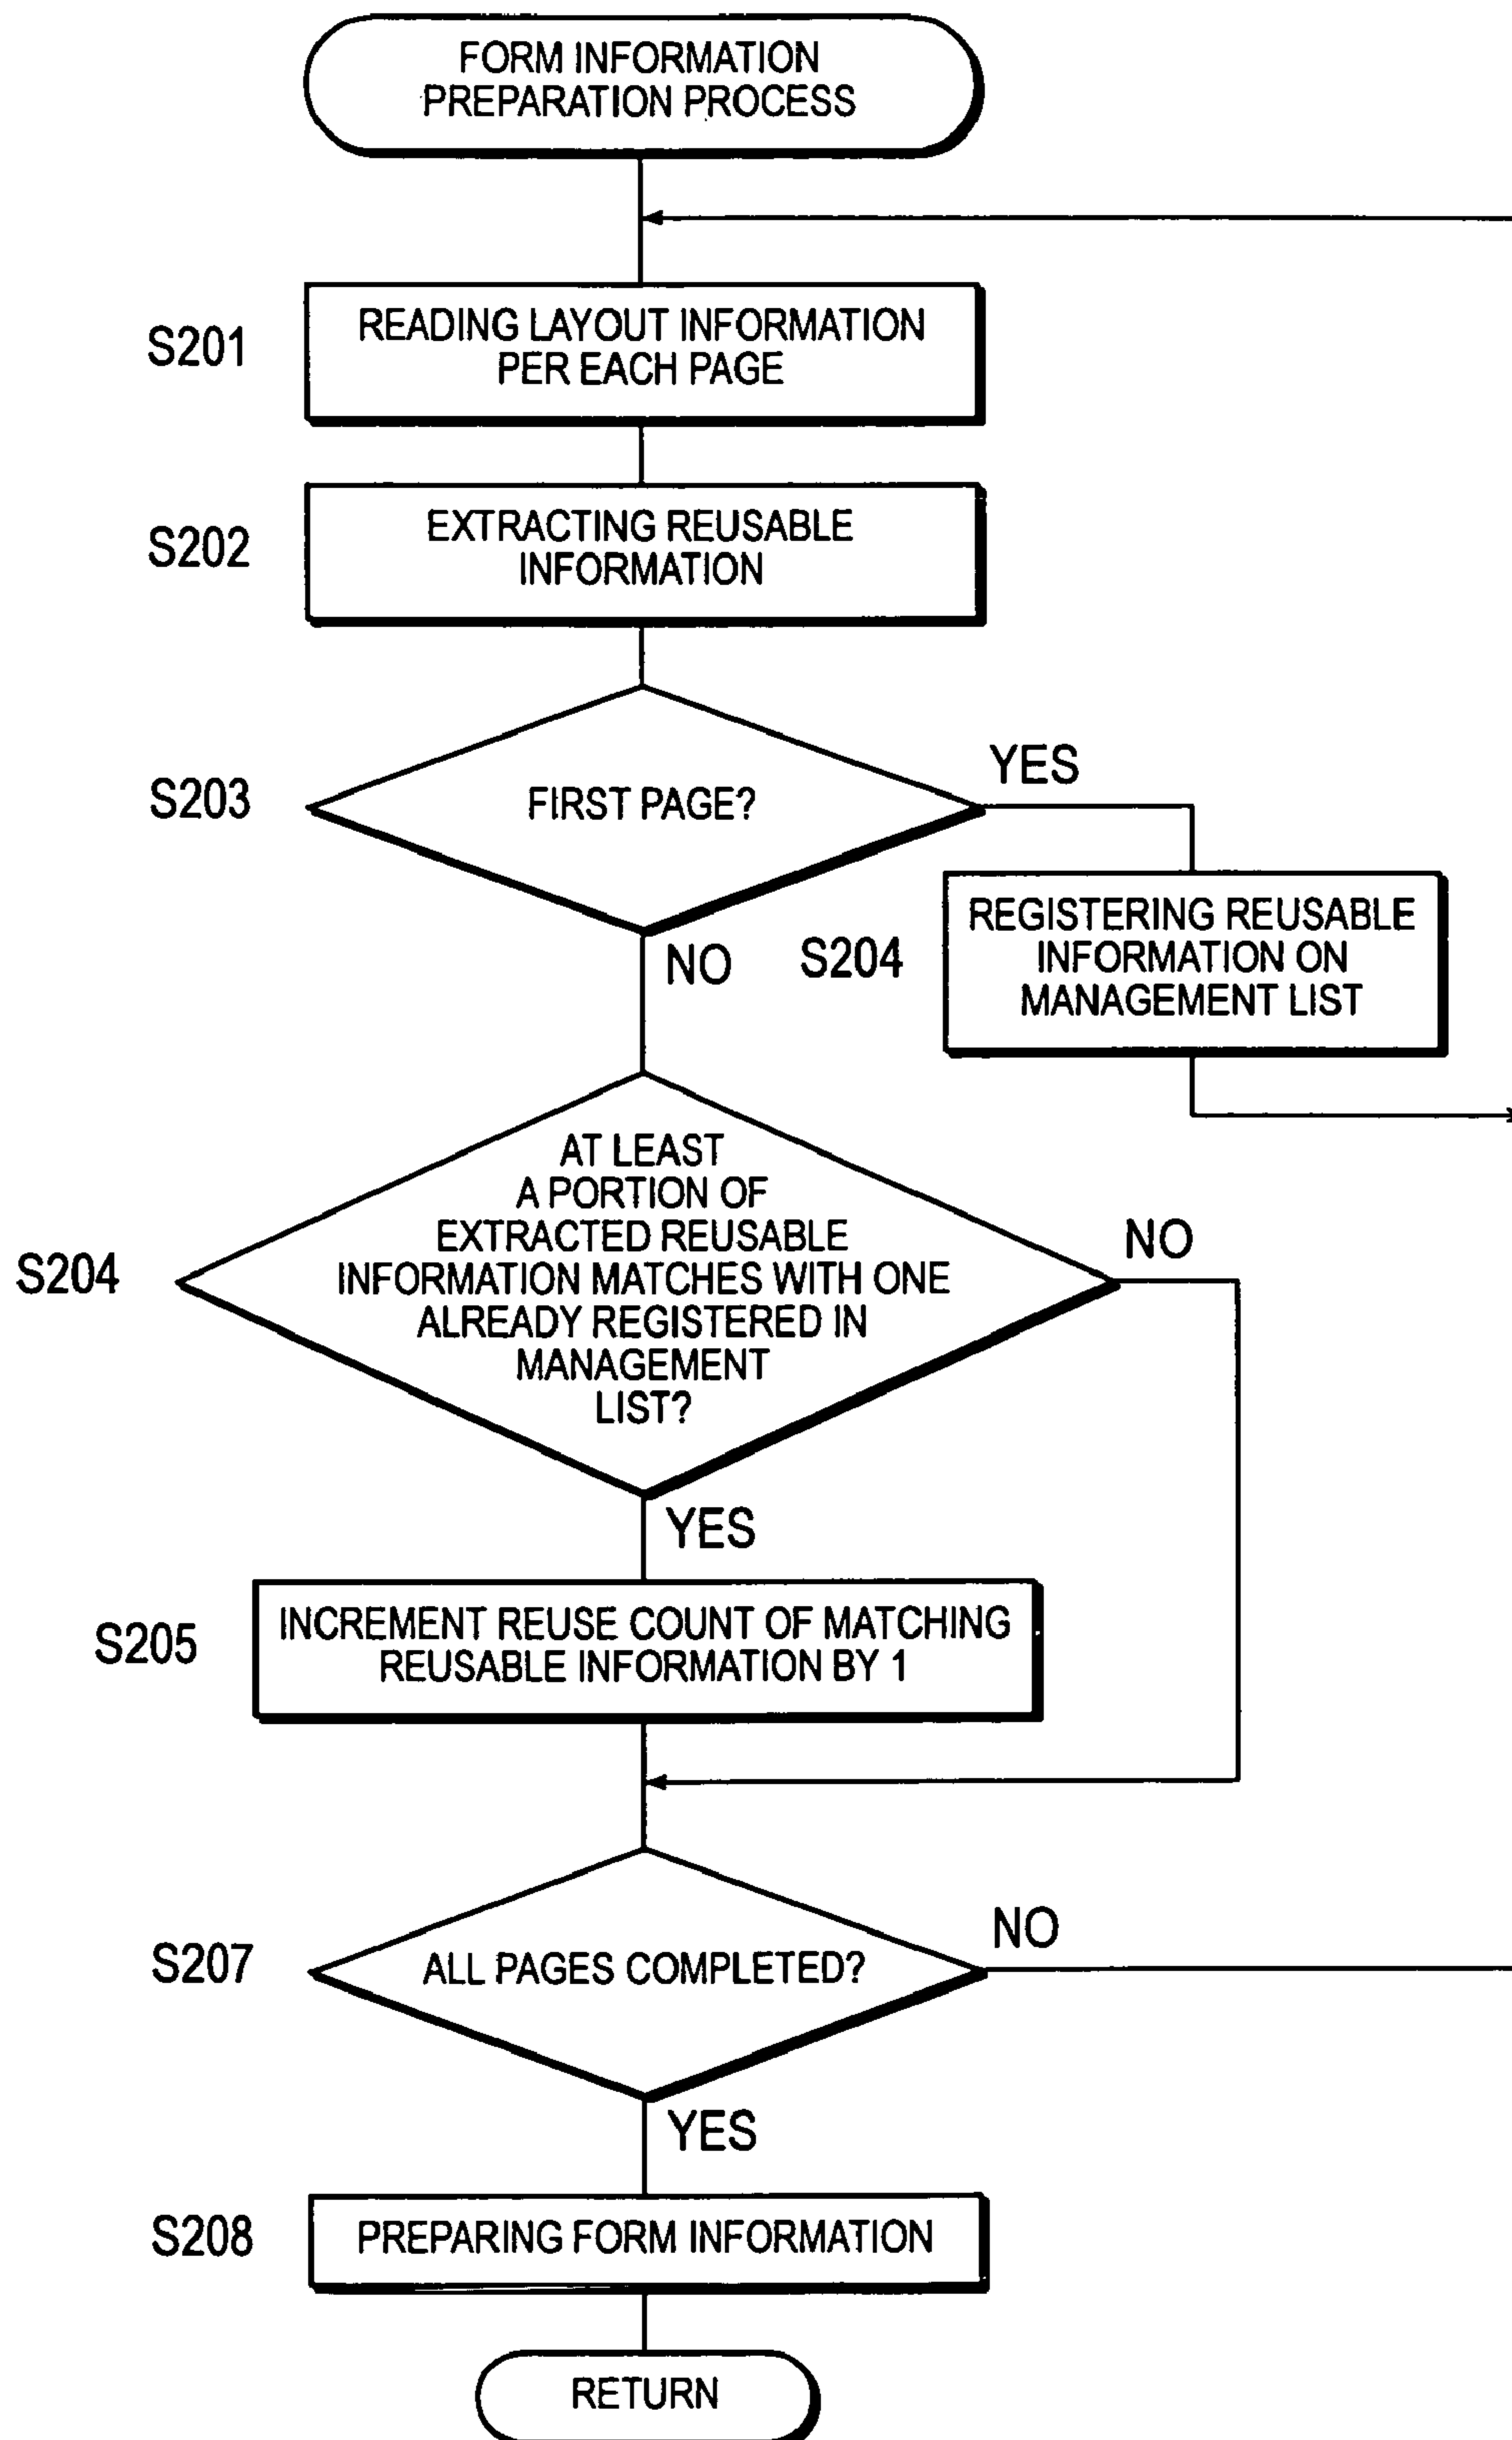 FORM INFORMATION
PREPARATION PROCESS
S201
READING LAYOUT INFORMATION
PER EACH PAGE
S202
EXTRACTING REUSABLE
INFORMATION
S203
FIRST PAGE?
YES
NO
S204
REGISTERING REUSABLE
INFORMATION ON
MANAGEMENT LIST
S204
AT LEAST
A PORTION OF
EXTRACTED REUSABLE
INFORMATION MATCHES WITH ONE
ALREADY REGISTERED IN
MANAGEMENT
LIST?
NO
YES
S205
INCREMENT REUSE COUNT OF MATCHING
REUSABLE INFORMATION BY 1
S207
ALL PAGES COMPLETED?
NO
YES
S208
PREPARING FORM INFORMATION
RETURN